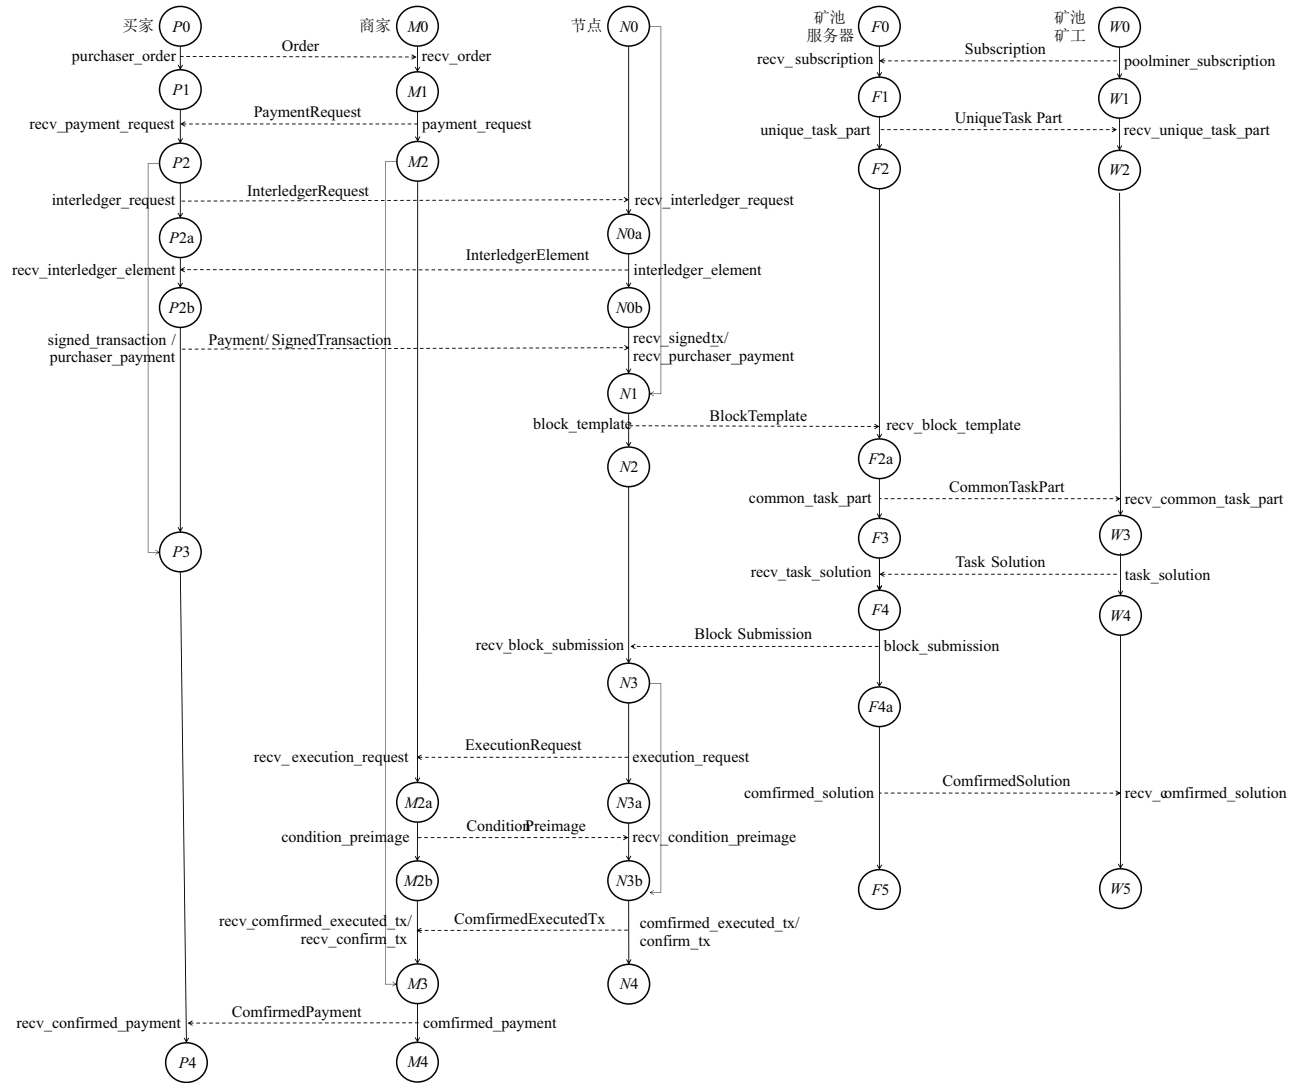 买家 P0 商家 M0 节点 N0 矿池 F0 矿池 W0
服务器 矿工
Order
purchaser_order recv_order
Subscription
recv_subscription poolminer_subscription
P1 M1 F1 W1
PaymentRequest
recv_payment_request payment_request
UniqueTask Part
unique_task_part recv_unique_task_part
P2 M2 F2 W2
InterledgerRequest
interledger_request recv_interledger_request
P2a N0a
InterledgerElement
recv_interledger_element interledger_element
P2b N0b
signed_transaction / Payment/ SignedTransaction recv_signedtx/
purchaser_payment recv_purchaser_payment
N1
BlockTemplate
block_template recv_block_template
N2 F2a
CommonTaskPart
common_task_part recv_common_task_part
P3 F3 W3
Task Solution
recv_task_solution task_solution
F4 W4
Block Submission
recv_block_submission block_submission
N3 F4a
ExecutionRequest
recv_execution_request execution_request
ComfirmedSolution
comfirmed_solution recv_comfirmed_solution
M2a N3a
ConditionPreimage
condition_preimage recv_condition_preimage
M2b N3b F5 W5
recv_comfirmed_executed_tx/ ComfirmedExecutedTx comfirmed_executed_tx/
recv_confirm_tx confirm_tx
M3 N4
ComfirmedPayment
recv_confirmed_payment comfirmed_payment
P4 M4